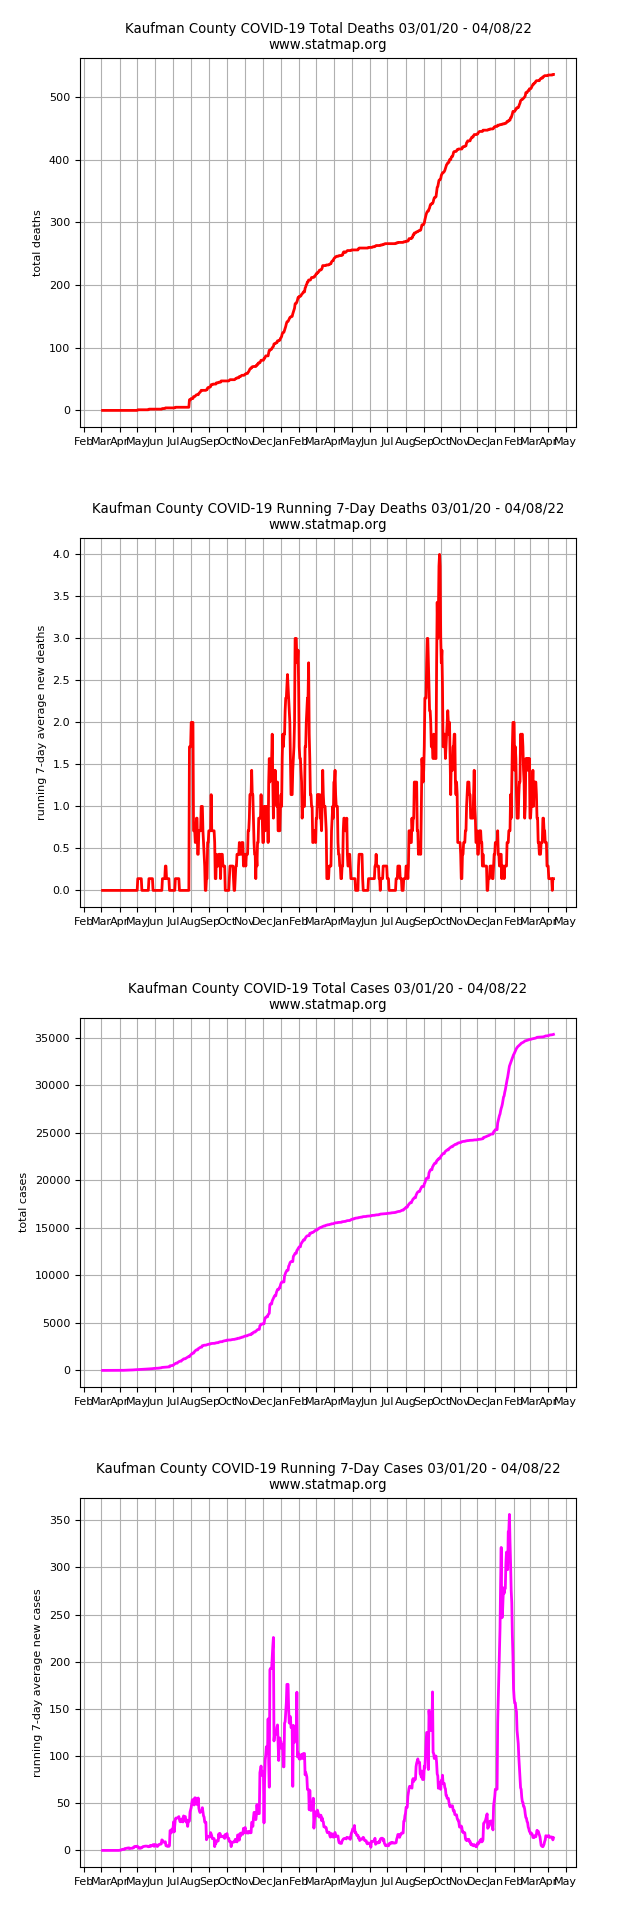 Kaufman County COVID-19 Total Deaths 03/01/20 - 04/08/22
www.statmap.org
500
400
300
200
100
0
total deaths
Feb Mar Apr May Jun Jul Aug Sep Oct Nov Dec Jan Feb Mar Apr May Jun Jul Aug Sep Oct Nov Dec Jan Feb Mar Apr May
Kaufman County COVID-19 Running 7-Day Deaths 03/01/20 - 04/08/22
www.statmap.org
4.0
3.5
3.0
2.5
2.0
1.5
1.0
0.5
0.0
running 7-day average new deaths
Feb Mar Apr May Jun Jul Aug Sep Oct Nov Dec Jan Feb Mar Apr May Jun Jul Aug Sep Oct Nov Dec Jan Feb Mar Apr May
Kaufman County COVID-19 Total Cases 03/01/20 - 04/08/22
www.statmap.org
35000
30000
25000
20000
15000
10000
5000
0
total cases
Feb Mar Apr May Jun Jul Aug Sep Oct Nov Dec Jan Feb Mar Apr May Jun Jul Aug Sep Oct Nov Dec Jan Feb Mar Apr May
Kaufman County COVID-19 Running 7-Day Cases 03/01/20 - 04/08/22
www.statmap.org
350
300
250
200
150
100
50
0
running 7-day average new cases
Feb Mar Apr May Jun Jul Aug Sep Oct Nov Dec Jan Feb Mar Apr May Jun Jul Aug Sep Oct Nov Dec Jan Feb Mar Apr May